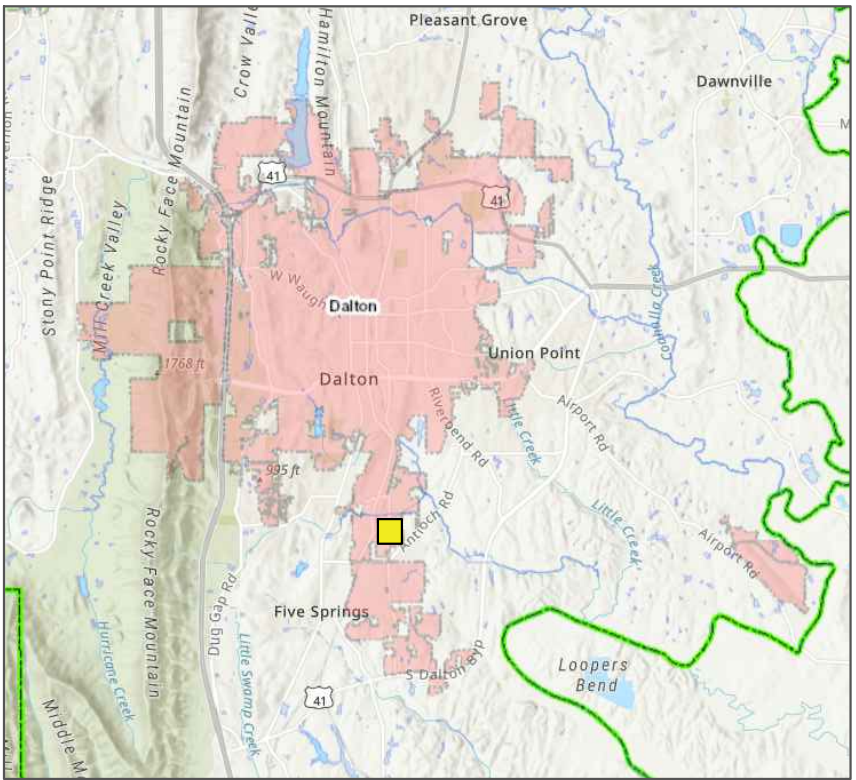 Pleasant Grove
Crow Valle
Hamilton Mountain
Dawnville
Rocky Face Mountain
41
41
Stony Point Ridge
Mill Creek Valley
W Waugh
Dalton
Coahulla Creek
Union Point
1768 ft
Dalton
Riverbend Rd
Little Creek
Airport Rd
995 ft
Antioch Rd
Little Creek
Airport Rd
Rocky Face Mountain
Dug Gap Rd
Five Springs
Hurricane Creek
Little Swamp Creek
S Dalton Byp
Loopers
Bend
41
Middle Mo